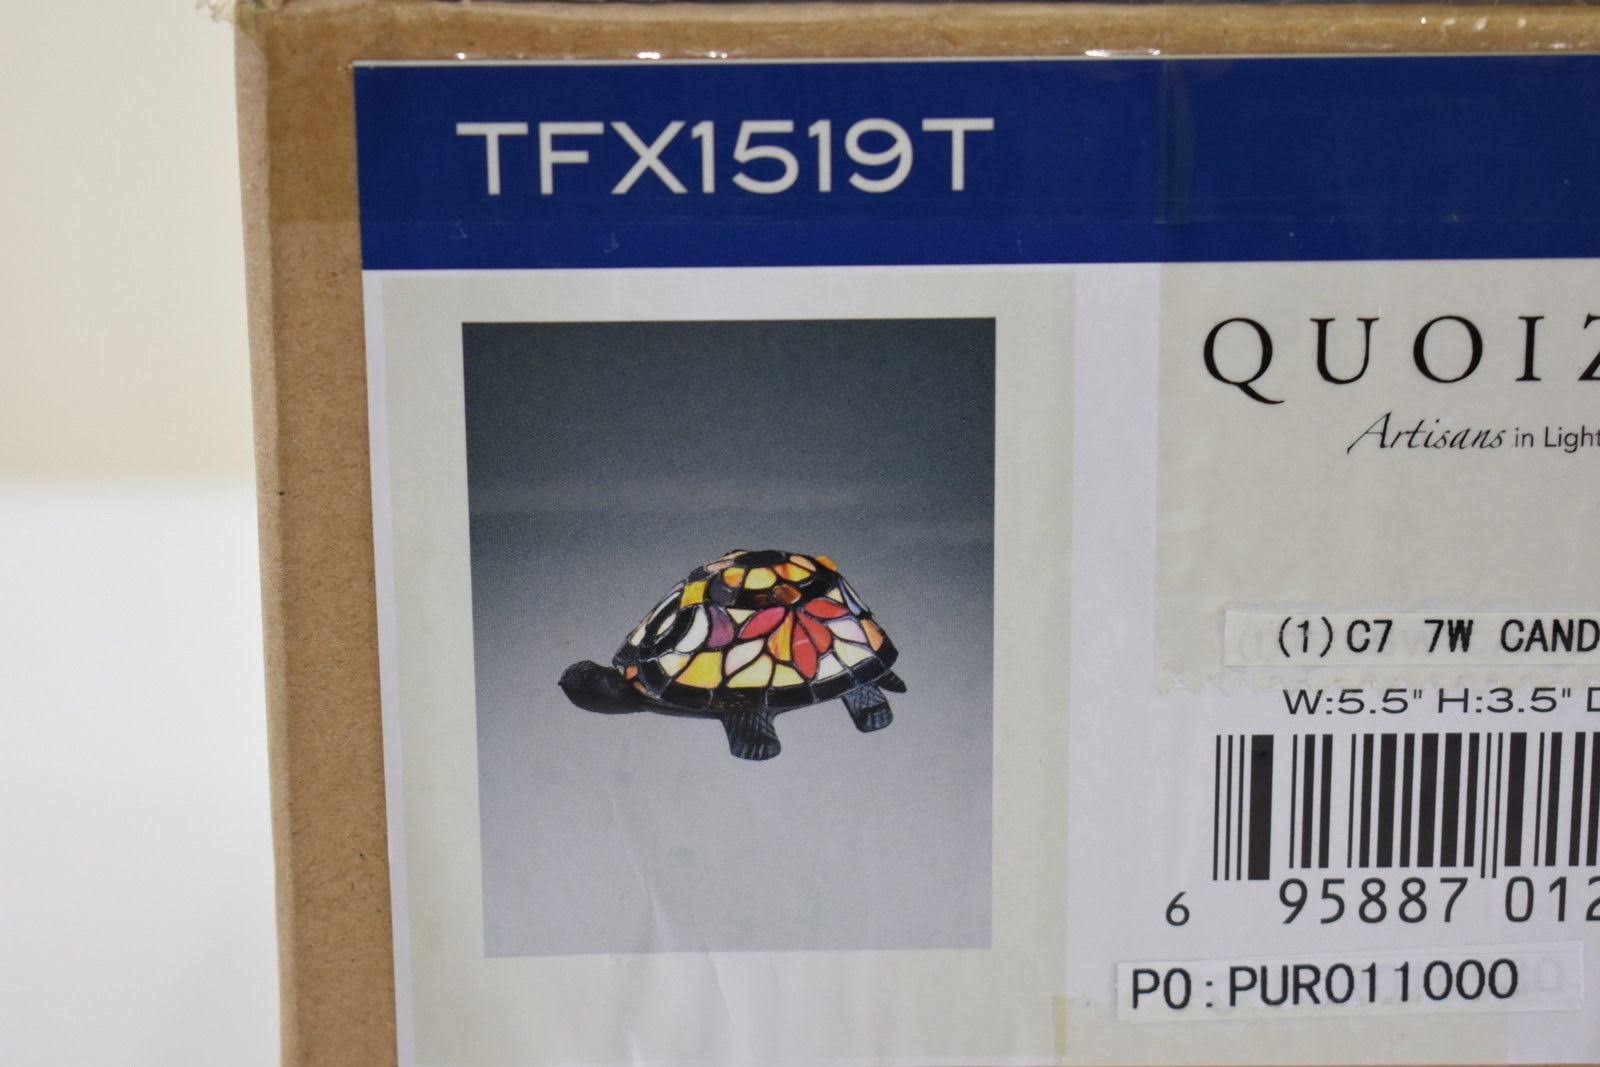 TFX1519T
QUOIZ
Artisans in Light
(1) C7 7W CAND
W:5.5" H:3.5" D
6 95887 012
PO:PUR011000